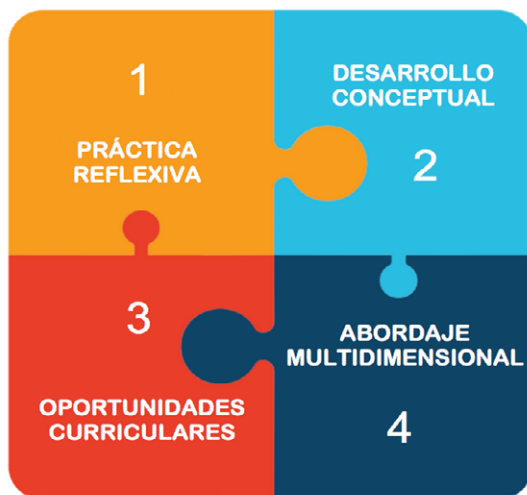 1
PRÁCTICA
REFLEXIVA
DESARROLLO
CONCEPTUAL
2
3
OPORTUNIDADES
CURRICULARES
ABORDAJE
MULTIDIMENSIONAL
4